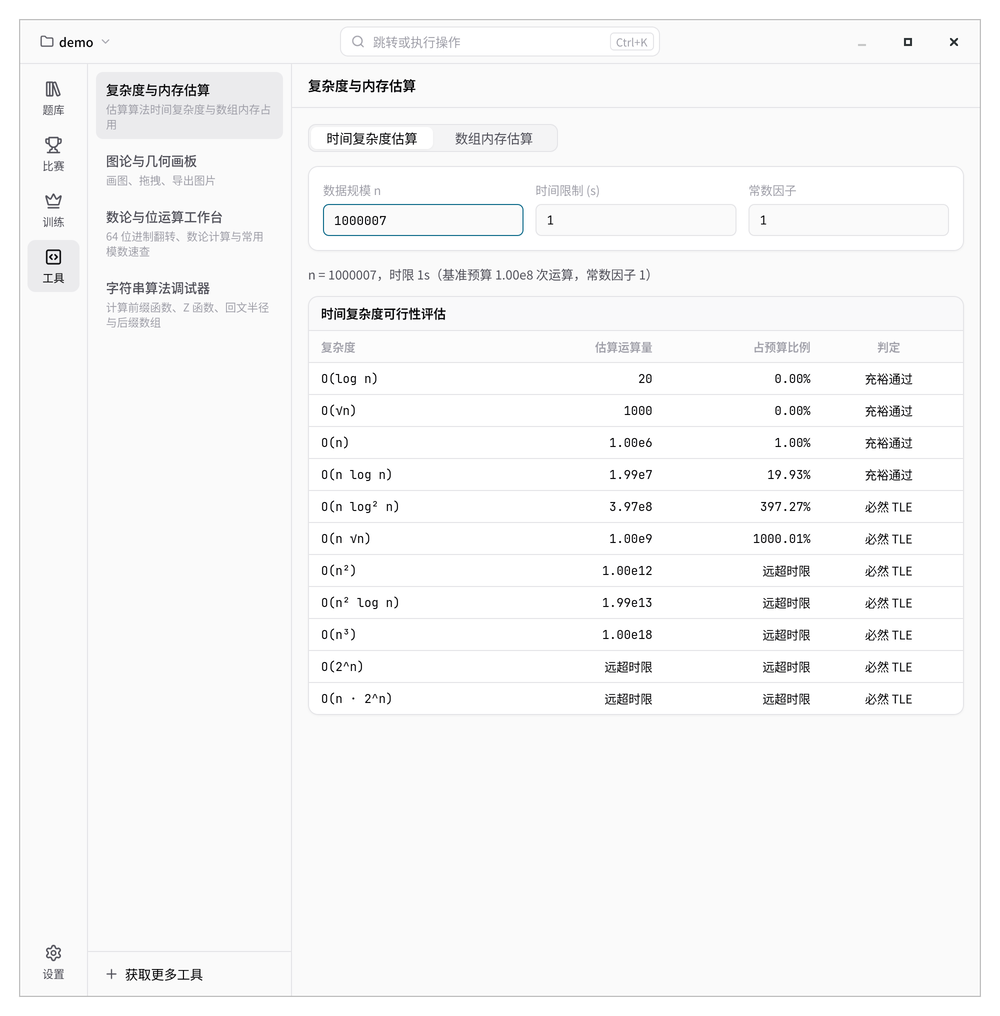 demo
跳转或执行操作 Ctrl+K
题库
比赛
训练
工具
设置
复杂度与内存估算
估算算法时间复杂度与数组内存占
用
图论与几何画板
画图、拖拽、导出图片
数论与位运算工作台
64 位进制翻转、数论计算与常用
模数速查
字符串算法调试器
计算前缀函数、Z 函数、回文半径
与后缀数组
获取更多工具
复杂度与内存估算
时间复杂度估算 数组内存估算
数据规模 n 时间限制 (s) 常数因子
1000007 1 1
n = 1000007，时限 1s（基准预算 1.00e8 次运算，常数因子 1）
时间复杂度可行性评估
复杂度 估算运算量 占预算比例 判定
O(log n) 20 0.00% 充裕通过
O(√n) 1000 0.00% 充裕通过
O(n) 1.00e6 1.00% 充裕通过
O(n log n) 1.99e7 19.93% 充裕通过
O(n log² n) 3.97e8 397.27% 必然 TLE
O(n √n) 1.00e9 1000.01% 必然 TLE
O(n²) 1.00e12 远超时限 必然 TLE
O(n² log n) 1.99e13 远超时限 必然 TLE
O(n³) 1.00e18 远超时限 必然 TLE
O(2^n) 远超时限 远超时限 必然 TLE
O(n · 2^n) 远超时限 远超时限 必然 TLE